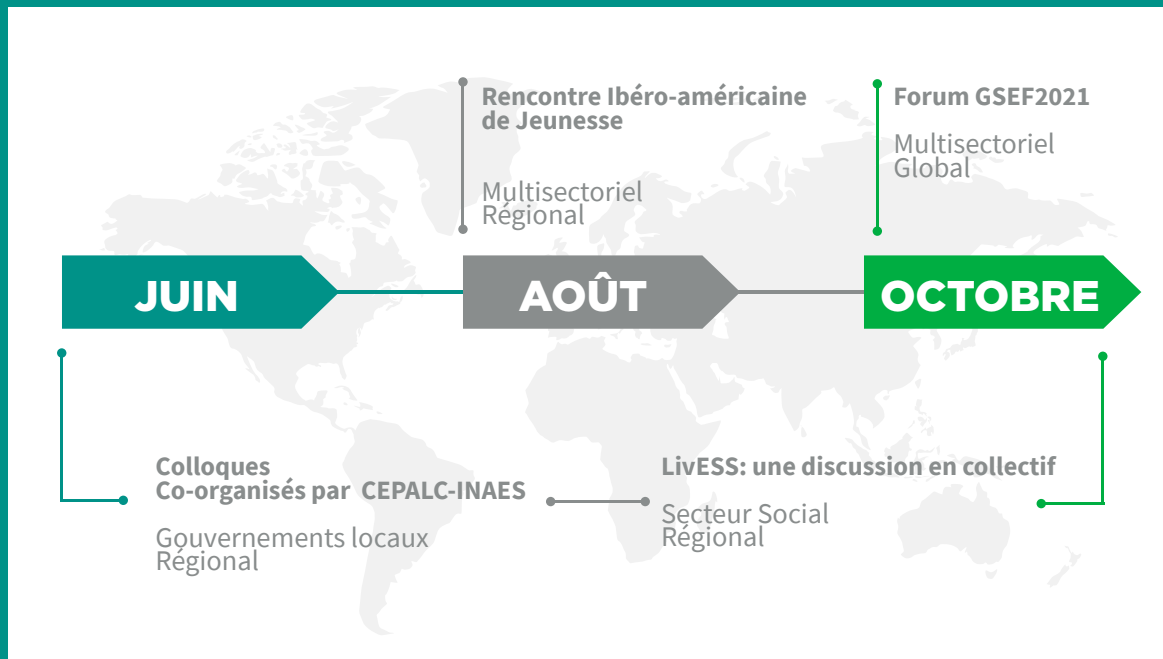 Rencontre Ibéro-américaine
de Jeunesse
Multisectoriel
Régional
Forum GSEF2021
Multisectoriel
Global
JUIN
AOÛT
OCTOBRE
Colloques
Co-organisés par CEPALC-INAES
Gouvernements locaux
Régional
LivESS: une discussion en collectif
Secteur Social
Régional